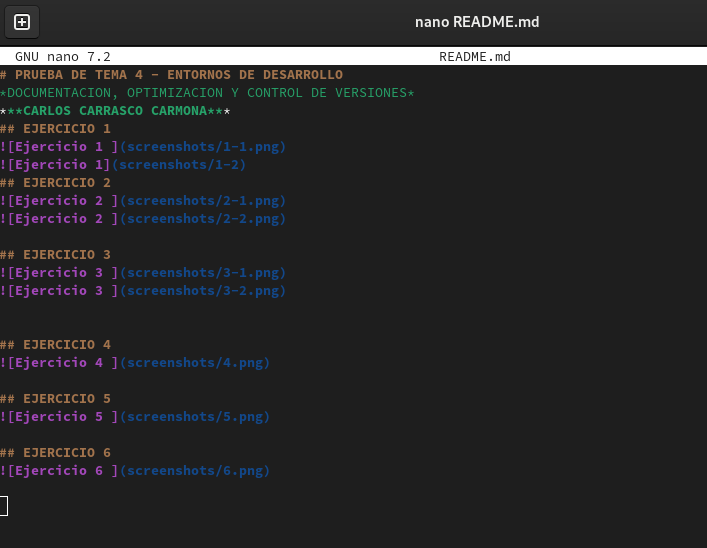 nano README.md
GNU nano 7.2 README.md
# PRUEBA DE TEMA 4 - ENTORNOS DE DESARROLLO
*DOCUMENTACION, OPTIMIZACION Y CONTROL DE VERSIONES*
***CARLOS CARRASCO CARMONA***
## EJERCICIO 1
![Ejercicio 1 ](screenshots/1-1.png)
![Ejercicio 1](screenshots/1-2)
## EJERCICIO 2
![Ejercicio 2 ](screenshots/2-1.png)
![Ejercicio 2 ](screenshots/2-2.png)
## EJERCICIO 3
![Ejercicio 3 ](screenshots/3-1.png)
![Ejercicio 3 ](screenshots/3-2.png)
## EJERCICIO 4
![Ejercicio 4 ](screenshots/4.png)
## EJERCICIO 5
![Ejercicio 5 ](screenshots/5.png)
## EJERCICIO 6
![Ejercicio 6 ](screenshots/6.png)